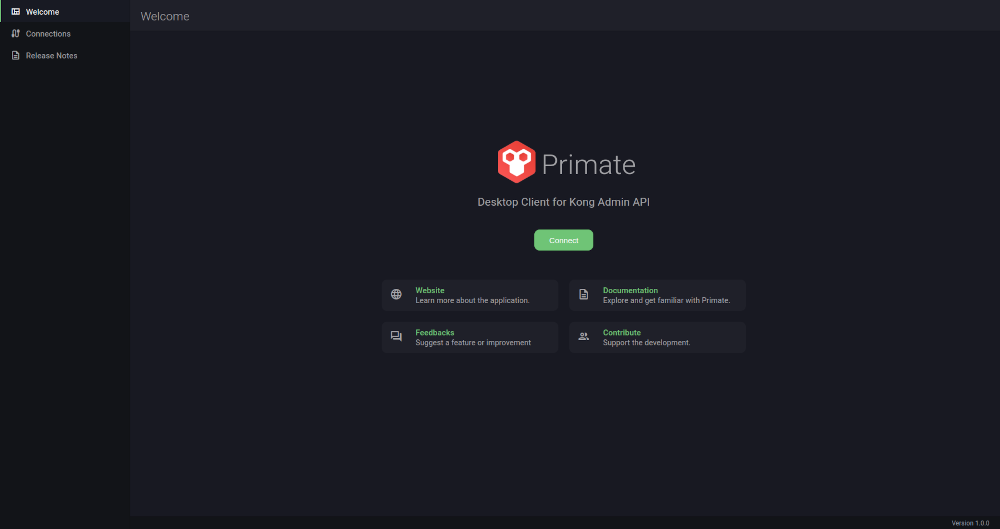 Welcome
Connections
Release Notes
Welcome
Primate
Desktop Client for Kong Admin API
Connect
Website
Learn more about the application.
Documentation
Explore and get familiar with Primate.
Feedbacks
Suggest a feature or improvement
Contribute
Support the development.
Version 1.0.0